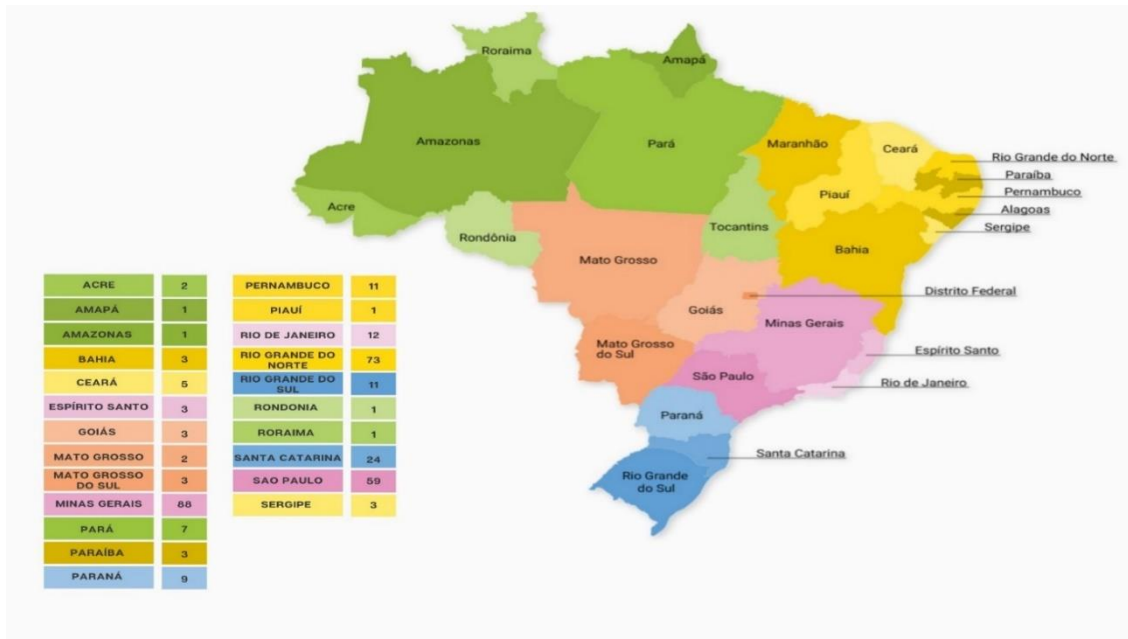 Roraima
Amapá
Amazonas
Pará
Maranhão
Ceará
Rio Grande do Norte
Paraíba
Piauí
Pernambuco
Acre
Alagoas
Tocantins
Sergipe
Rondônia
Bahia
Mato Grosso
Distrito Federal
Goiás
Minas Gerais
Mato Grosso
do Sul
Espírito Santo
São Paulo
Rio de Janeiro
Paraná
Santa Catarina
Rio Grande
do Sul
ACRE 2
AMAPÁ 1
AMAZONAS 1
BAHIA 3
CEARÁ 5
ESPÍRITO SANTO 3
GOIÁS 3
MATO GROSSO 2
MATO GROSSO
DO SUL 3
MINAS GERAIS 88
PARÁ 7
PARAÍBA 3
PARANÁ 9
PERNAMBUCO 11
PIAUÍ 1
RIO DE JANEIRO 12
RIO GRANDE DO
NORTE 73
RIO GRANDE DO
SUL 11
RONDONIA 1
RORAIMA 1
SANTA CATARINA 24
SAO PAULO 59
SERGIPE 3